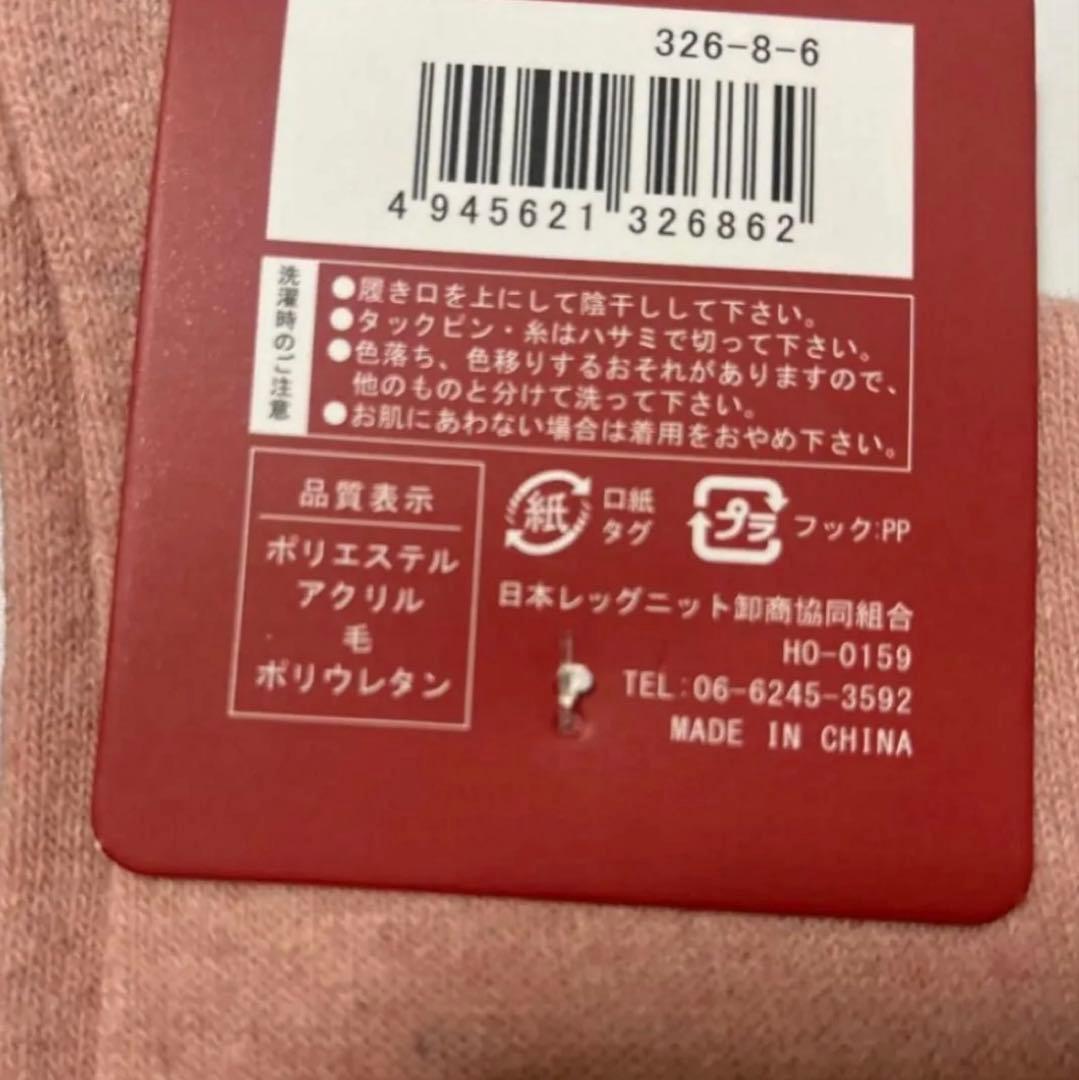 326-8-6
4 945621 326862
洗濯時のご注意
●履き口を上にして陰干しして下さい。
●タックピン・糸はハサミで切って下さい。
●色落ち、色移りするおそれがありますので、
他のものと分けて洗って下さい。
●お肌にあわない場合は着用をおやめ下さい。
品質表示
ポリエステル
アクリル
毛
ポリウレタン
紙
口紙
タグ
プラ
フック:PP
日本レッグニット卸商協同組合
HO-0159
TEL:06-6245-3592
MADE IN CHINA